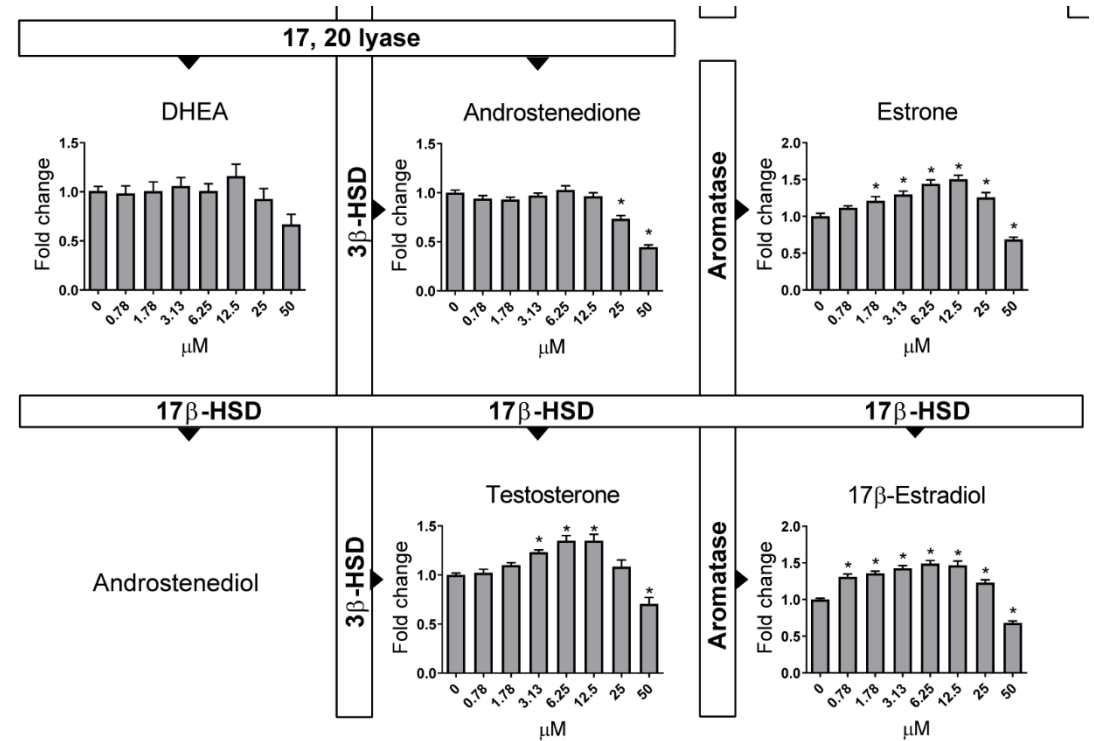 17, 20 lyase
DHEA
Fold change
1.5
1.0
0.5
0.0
0 0.78 1.78 3.13 6.25 12.5 25 50
μM
3β-HSD
Androstenedione
Fold change
1.5
1.0
0.5
0.0
* *
0 0.78 1.78 3.13 6.25 12.5 25 50
μM
Aromatase
Estrone
Fold change
2.0
1.5
1.0
0.5
0.0
* * * * * *
0 0.78 1.78 3.13 6.25 12.5 25 50
μM
17β-HSD 17β-HSD 17β-HSD
Androstenediol
3β-HSD
Testosterone
Fold change
1.5
1.0
0.5
0.0
* * * *
0 0.78 1.78 3.13 6.25 12.5 25 50
μM
Aromatase
17β-Estradiol
Fold change
2.0
1.5
1.0
0.5
0.0
* * * * * * *
0 0.78 1.78 3.13 6.25 12.5 25 50
μM